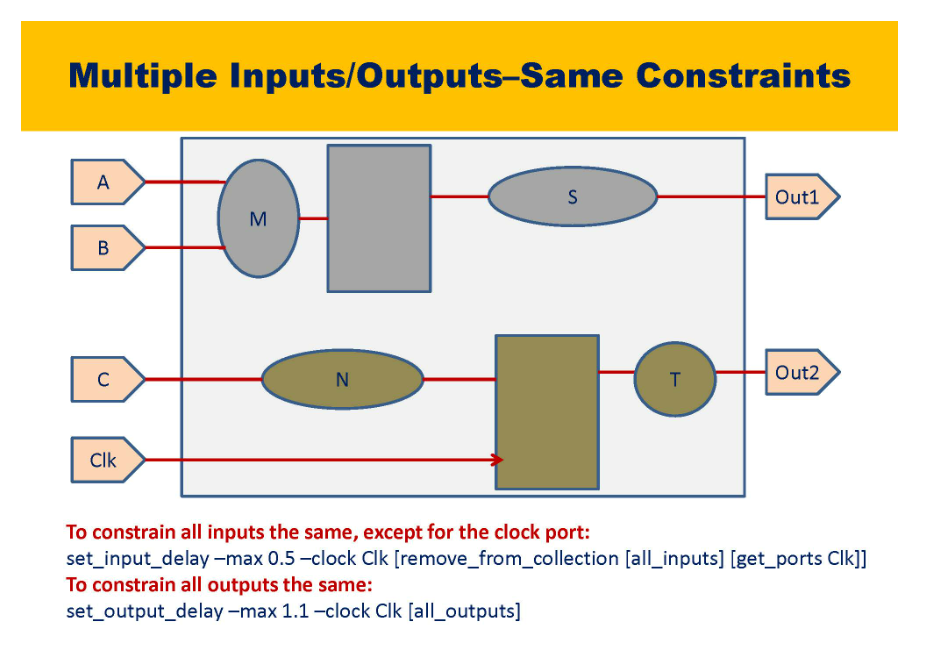 Multiple Inputs/Outputs–Same Constraints
A
B
M
S
Out1
C
N
T
Out2
Clk
To constrain all inputs the same, except for the clock port:
set_input_delay –max 0.5 –clock Clk [remove_from_collection [all_inputs] [get_ports Clk]]
To constrain all outputs the same:
set_output_delay –max 1.1 –clock Clk [all_outputs]